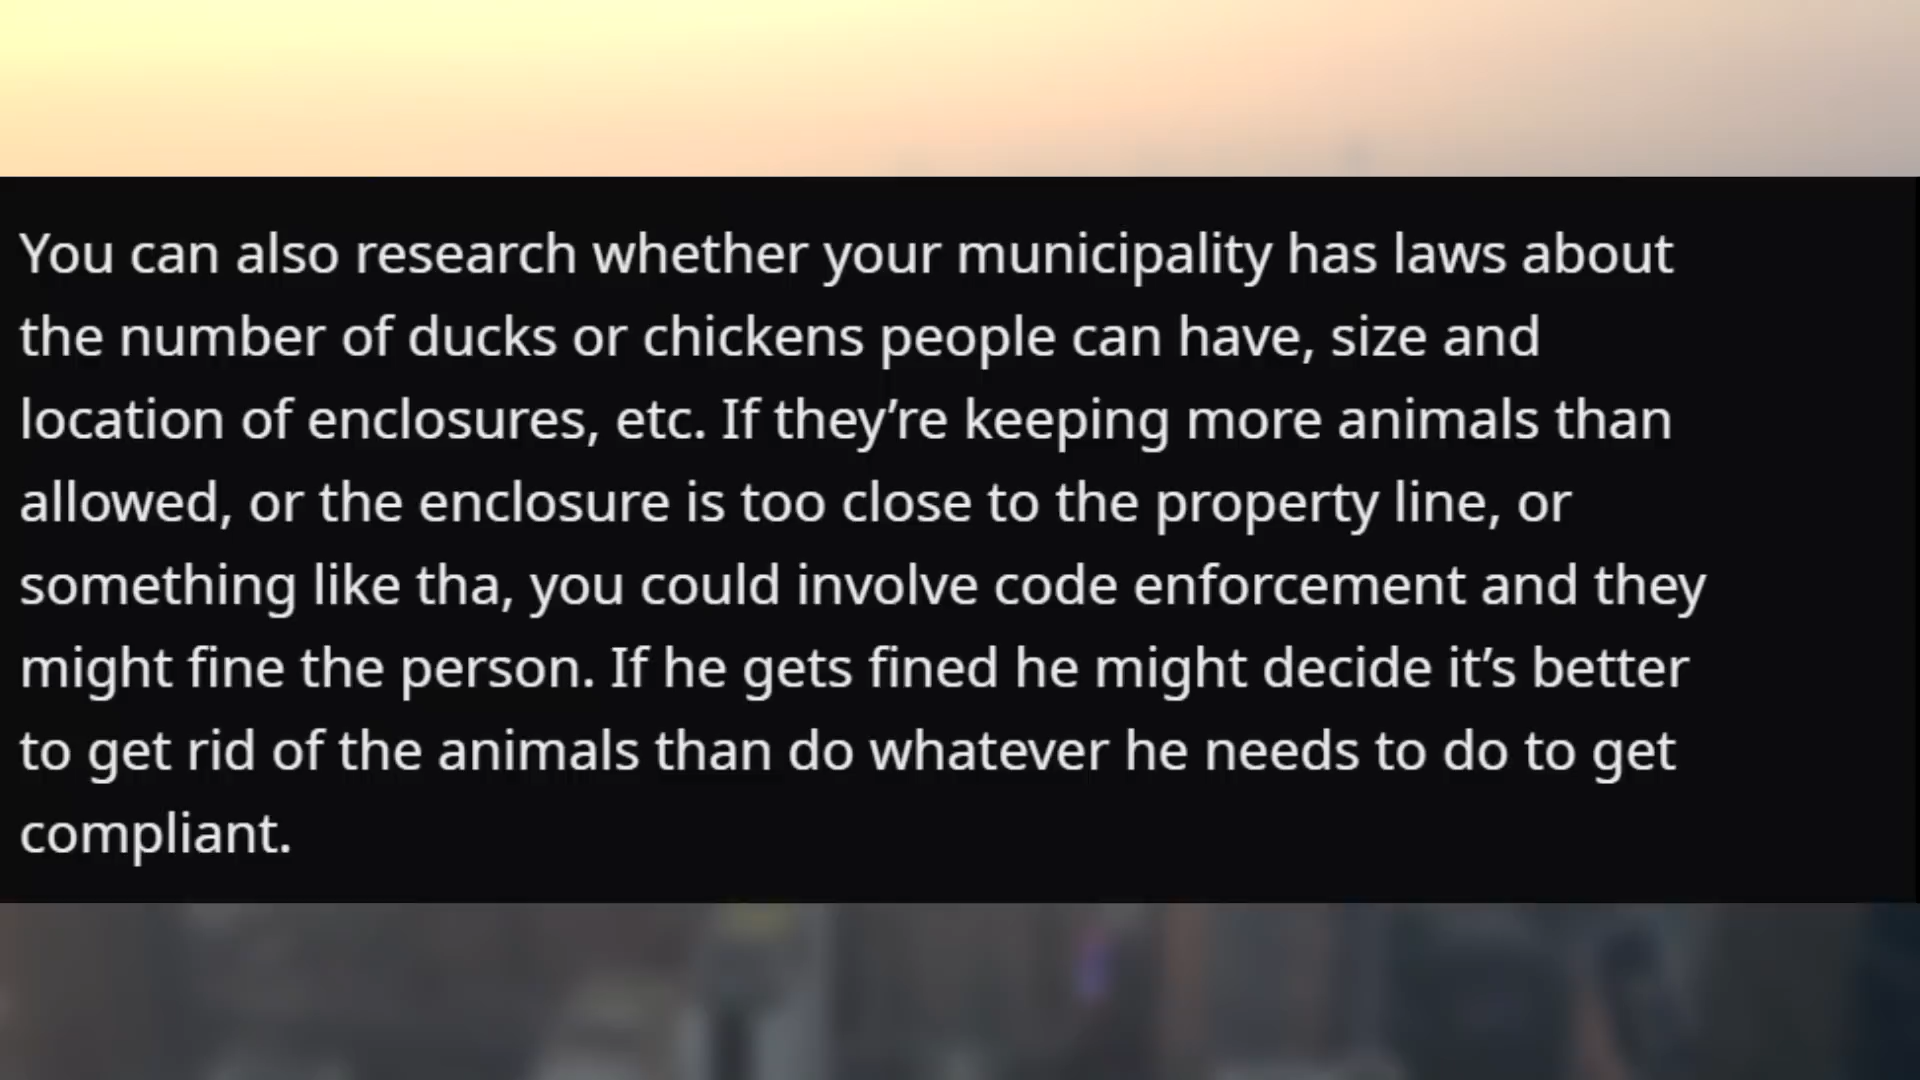 You can also research whether your municipality has laws about
the number of ducks or chickens people can have, size and
location of enclosures, etc. If they’re keeping more animals than
allowed, or the enclosure is too close to the property line, or
something like tha, you could involve code enforcement and they
might fine the person. If he gets fined he might decide it’s better
to get rid of the animals than do whatever he needs to do to get
compliant.